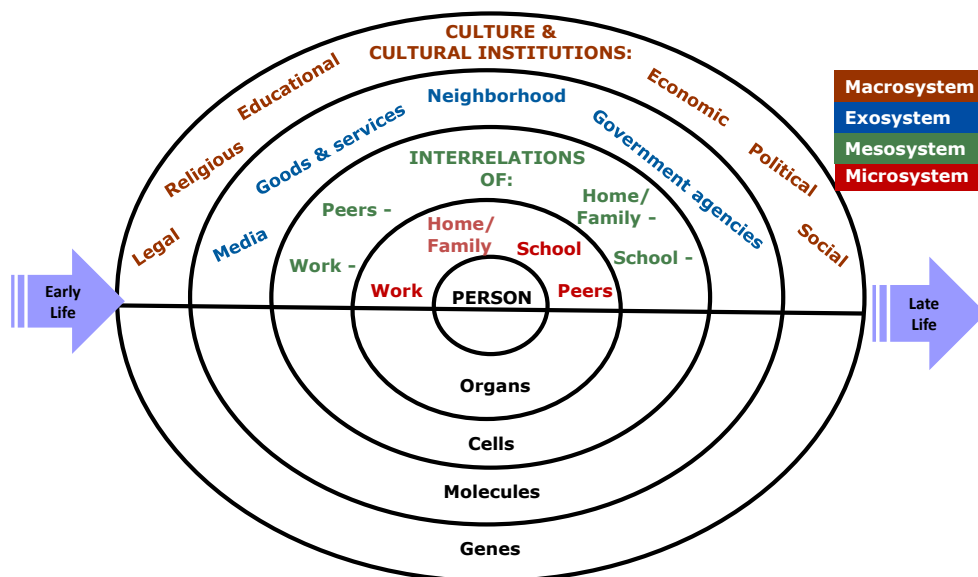 CULTURE &
CULTURAL INSTITUTIONS:
Educational
Economic
Religious
Political
Legal
Social
Neighborhood
Goods & services
Government agencies
Media
INTERRELATIONS
OF:
Peers -
Home/
Family -
Work -
School -
Home/
Family
School
Work
PERSON
Peers
Organs
Cells
Molecules
Genes
Early
Life
Late
Life
Macrosystem
Exosystem
Mesosystem
Microsystem